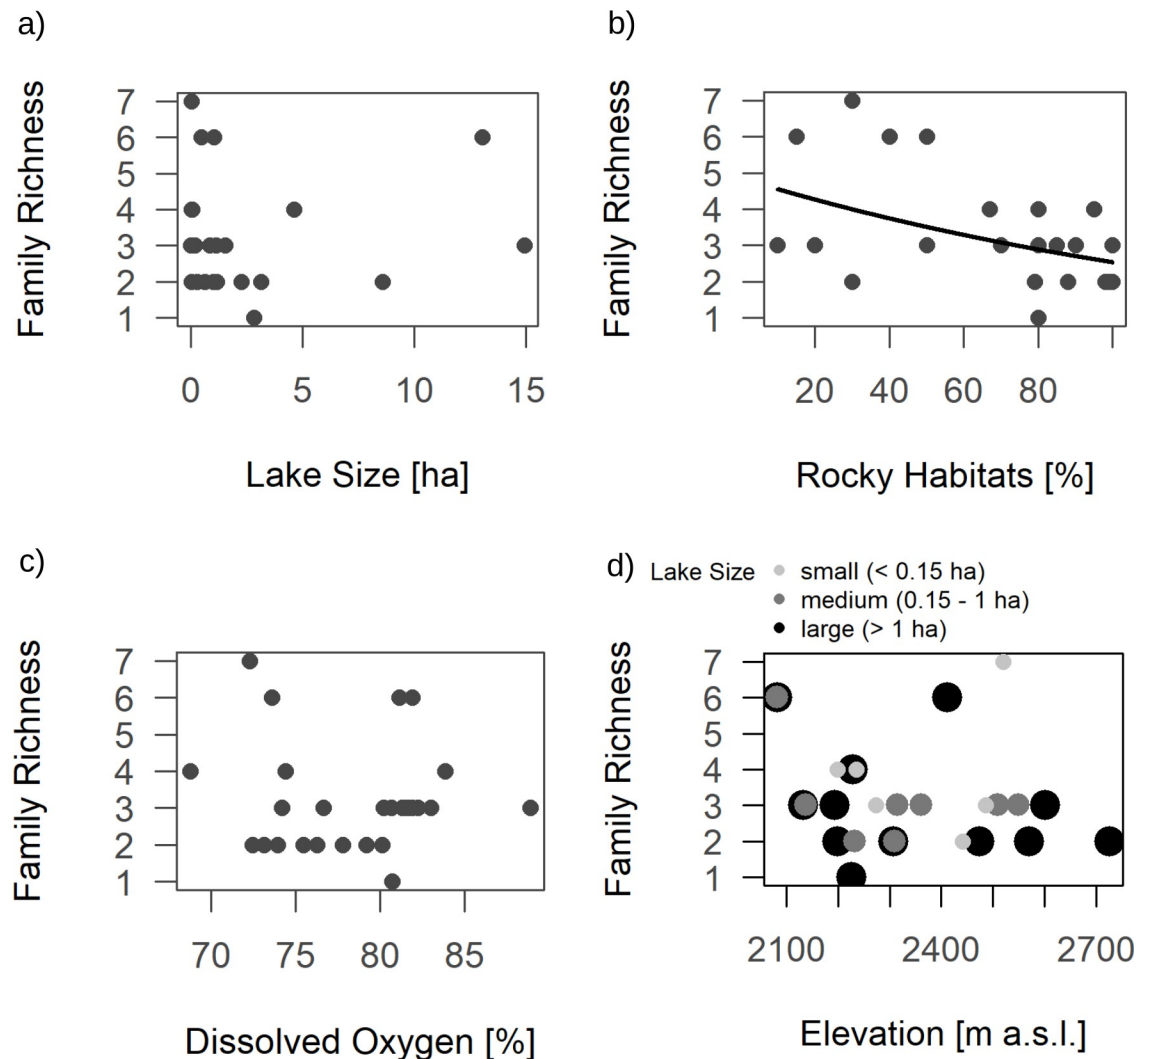 a)
Family Richness
7
6
5
4
3
2
1
0 5 10 15
Lake Size [ha]
b)
Family Richness
7
6
5
4
3
2
1
20 40 60 80
Rocky Habitats [%]
c)
Family Richness
7
6
5
4
3
2
1
70 75 80 85
Dissolved Oxygen [%]
d) Lake Size
small (< 0.15 ha)
medium (0.15 - 1 ha)
large (> 1 ha)
Family Richness
7
6
5
4
3
2
1
2100 2400 2700
Elevation [m a.s.l.]